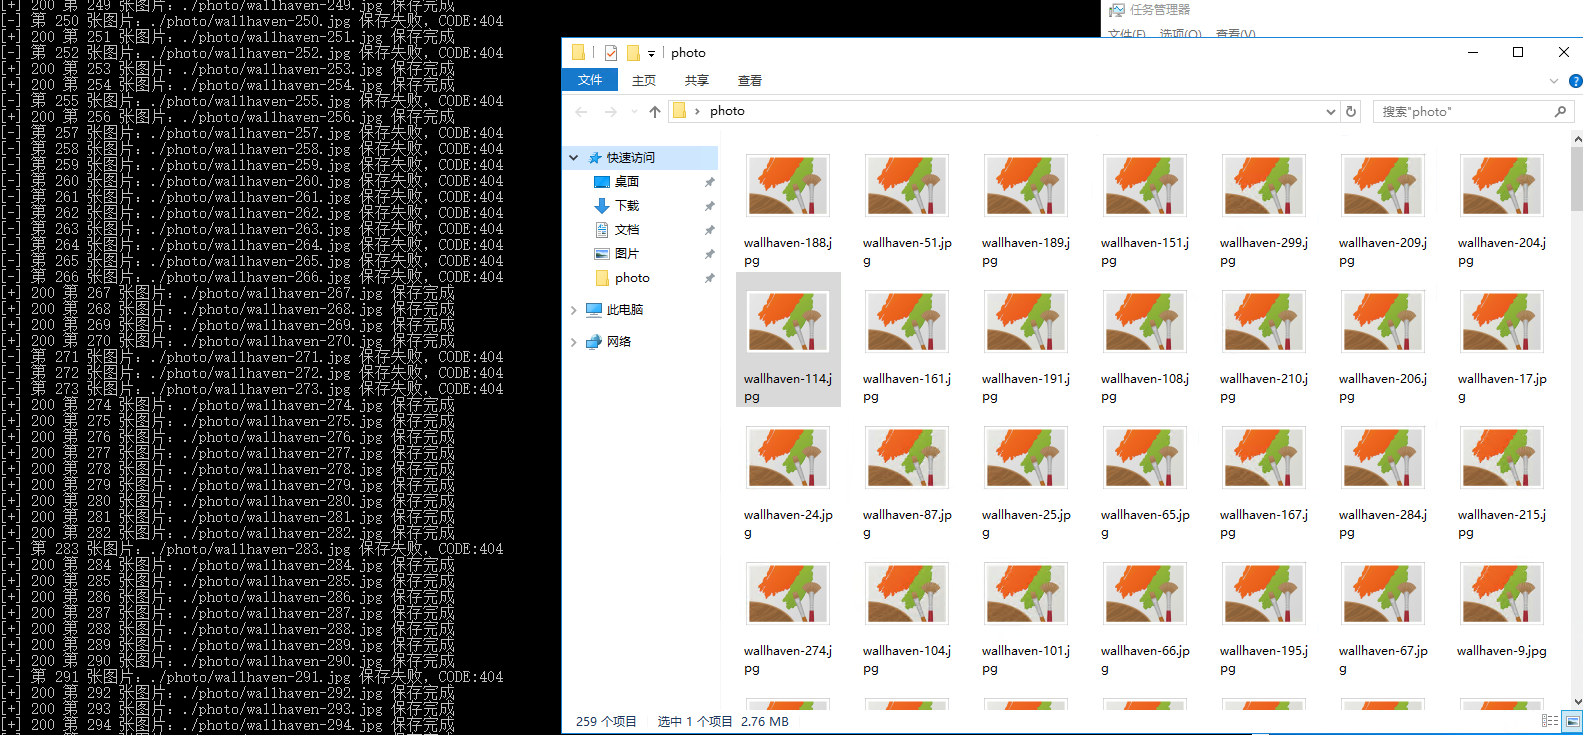 [+] 200 第 249 张图片: ./photo/wallhaven-249.jpg 保存完成
[-] 第 250 张图片: ./photo/wallhaven-250.jpg 保存失败, CODE:404
[+] 200 第 251 张图片: ./photo/wallhaven-251.jpg 保存完成
[-] 第 252 张图片: ./photo/wallhaven-252.jpg 保存失败, CODE:404
[+] 200 第 253 张图片: ./photo/wallhaven-253.jpg 保存完成
[+] 200 第 254 张图片: ./photo/wallhaven-254.jpg 保存完成
[-] 第 255 张图片: ./photo/wallhaven-255.jpg 保存失败, CODE:404
[+] 200 第 256 张图片: ./photo/wallhaven-256.jpg 保存完成
[-] 第 257 张图片: ./photo/wallhaven-257.jpg 保存失败, CODE:404
[-] 第 258 张图片: ./photo/wallhaven-258.jpg 保存失败, CODE:404
[-] 第 259 张图片: ./photo/wallhaven-259.jpg 保存失败, CODE:404
[-] 第 260 张图片: ./photo/wallhaven-260.jpg 保存失败, CODE:404
[-] 第 261 张图片: ./photo/wallhaven-261.jpg 保存失败, CODE:404
[-] 第 262 张图片: ./photo/wallhaven-262.jpg 保存失败, CODE:404
[-] 第 263 张图片: ./photo/wallhaven-263.jpg 保存失败, CODE:404
[-] 第 264 张图片: ./photo/wallhaven-264.jpg 保存失败, CODE:404
[-] 第 265 张图片: ./photo/wallhaven-265.jpg 保存失败, CODE:404
[-] 第 266 张图片: ./photo/wallhaven-266.jpg 保存失败, CODE:404
[+] 200 第 267 张图片: ./photo/wallhaven-267.jpg 保存完成
[+] 200 第 268 张图片: ./photo/wallhaven-268.jpg 保存完成
[+] 200 第 269 张图片: ./photo/wallhaven-269.jpg 保存完成
[+] 200 第 270 张图片: ./photo/wallhaven-270.jpg 保存完成
[-] 第 271 张图片: ./photo/wallhaven-271.jpg 保存失败, CODE:404
[-] 第 272 张图片: ./photo/wallhaven-272.jpg 保存失败, CODE:404
[-] 第 273 张图片: ./photo/wallhaven-273.jpg 保存失败, CODE:404
[+] 200 第 274 张图片: ./photo/wallhaven-274.jpg 保存完成
[+] 200 第 275 张图片: ./photo/wallhaven-275.jpg 保存完成
[+] 200 第 276 张图片: ./photo/wallhaven-276.jpg 保存完成
[+] 200 第 277 张图片: ./photo/wallhaven-277.jpg 保存完成
[+] 200 第 278 张图片: ./photo/wallhaven-278.jpg 保存完成
[+] 200 第 279 张图片: ./photo/wallhaven-279.jpg 保存完成
[+] 200 第 280 张图片: ./photo/wallhaven-280.jpg 保存完成
[+] 200 第 281 张图片: ./photo/wallhaven-281.jpg 保存完成
[+] 200 第 282 张图片: ./photo/wallhaven-282.jpg 保存完成
[-] 第 283 张图片: ./photo/wallhaven-283.jpg 保存失败, CODE:404
[+] 200 第 284 张图片: ./photo/wallhaven-284.jpg 保存完成
[+] 200 第 285 张图片: ./photo/wallhaven-285.jpg 保存完成
[+] 200 第 286 张图片: ./photo/wallhaven-286.jpg 保存完成
[+] 200 第 287 张图片: ./photo/wallhaven-287.jpg 保存完成
[+] 200 第 288 张图片: ./photo/wallhaven-288.jpg 保存完成
[+] 200 第 289 张图片: ./photo/wallhaven-289.jpg 保存完成
[+] 200 第 290 张图片: ./photo/wallhaven-290.jpg 保存完成
[-] 第 291 张图片: ./photo/wallhaven-291.jpg 保存失败, CODE:404
[+] 200 第 292 张图片: ./photo/wallhaven-292.jpg 保存完成
[+] 200 第 293 张图片: ./photo/wallhaven-293.jpg 保存完成
[+] 200 第 294 张图片: ./photo/wallhaven-294.jpg 保存完成
任务管理器
文件(F) 选项(O) 查看(V)
photo
文件 主页 共享 查看
photo 搜索"photo"
快速访问
桌面
下载
文档
图片
photo
此电脑
网络
wallhaven-188.j wallhaven-51.jp wallhaven-189.j wallhaven-151.j wallhaven-299.j wallhaven-209.j wallhaven-204.j
pg g pg pg pg pg pg
wallhaven-114.j wallhaven-161.j wallhaven-191.j wallhaven-108.j wallhaven-210.j wallhaven-206.j wallhaven-17.jp
pg pg pg pg pg pg g
wallhaven-24.jp wallhaven-87.jp wallhaven-25.jp wallhaven-65.jp wallhaven-167.j wallhaven-284.j wallhaven-215.j
g g g g pg pg pg
wallhaven-274.j wallhaven-104.j wallhaven-101.j wallhaven-66.jp wallhaven-195.j wallhaven-67.jp wallhaven-9.jpg
pg pg pg g pg g
259 个项目 选中 1 个项目 2.76 MB